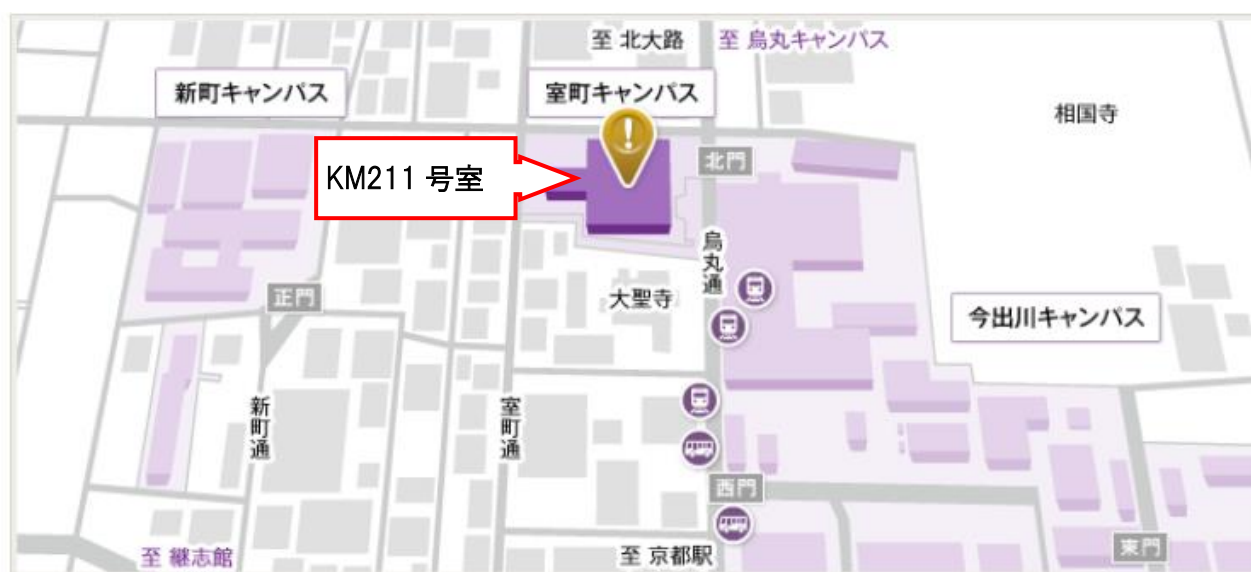 至 北大路
至 烏丸キャンパス
新町キャンパス
室町キャンパス
相国寺
KM211 号室
北門
烏丸通
大聖寺
正門
今出川キャンパス
新町通
室町通
西門
東門
至 継志館
至 京都駅